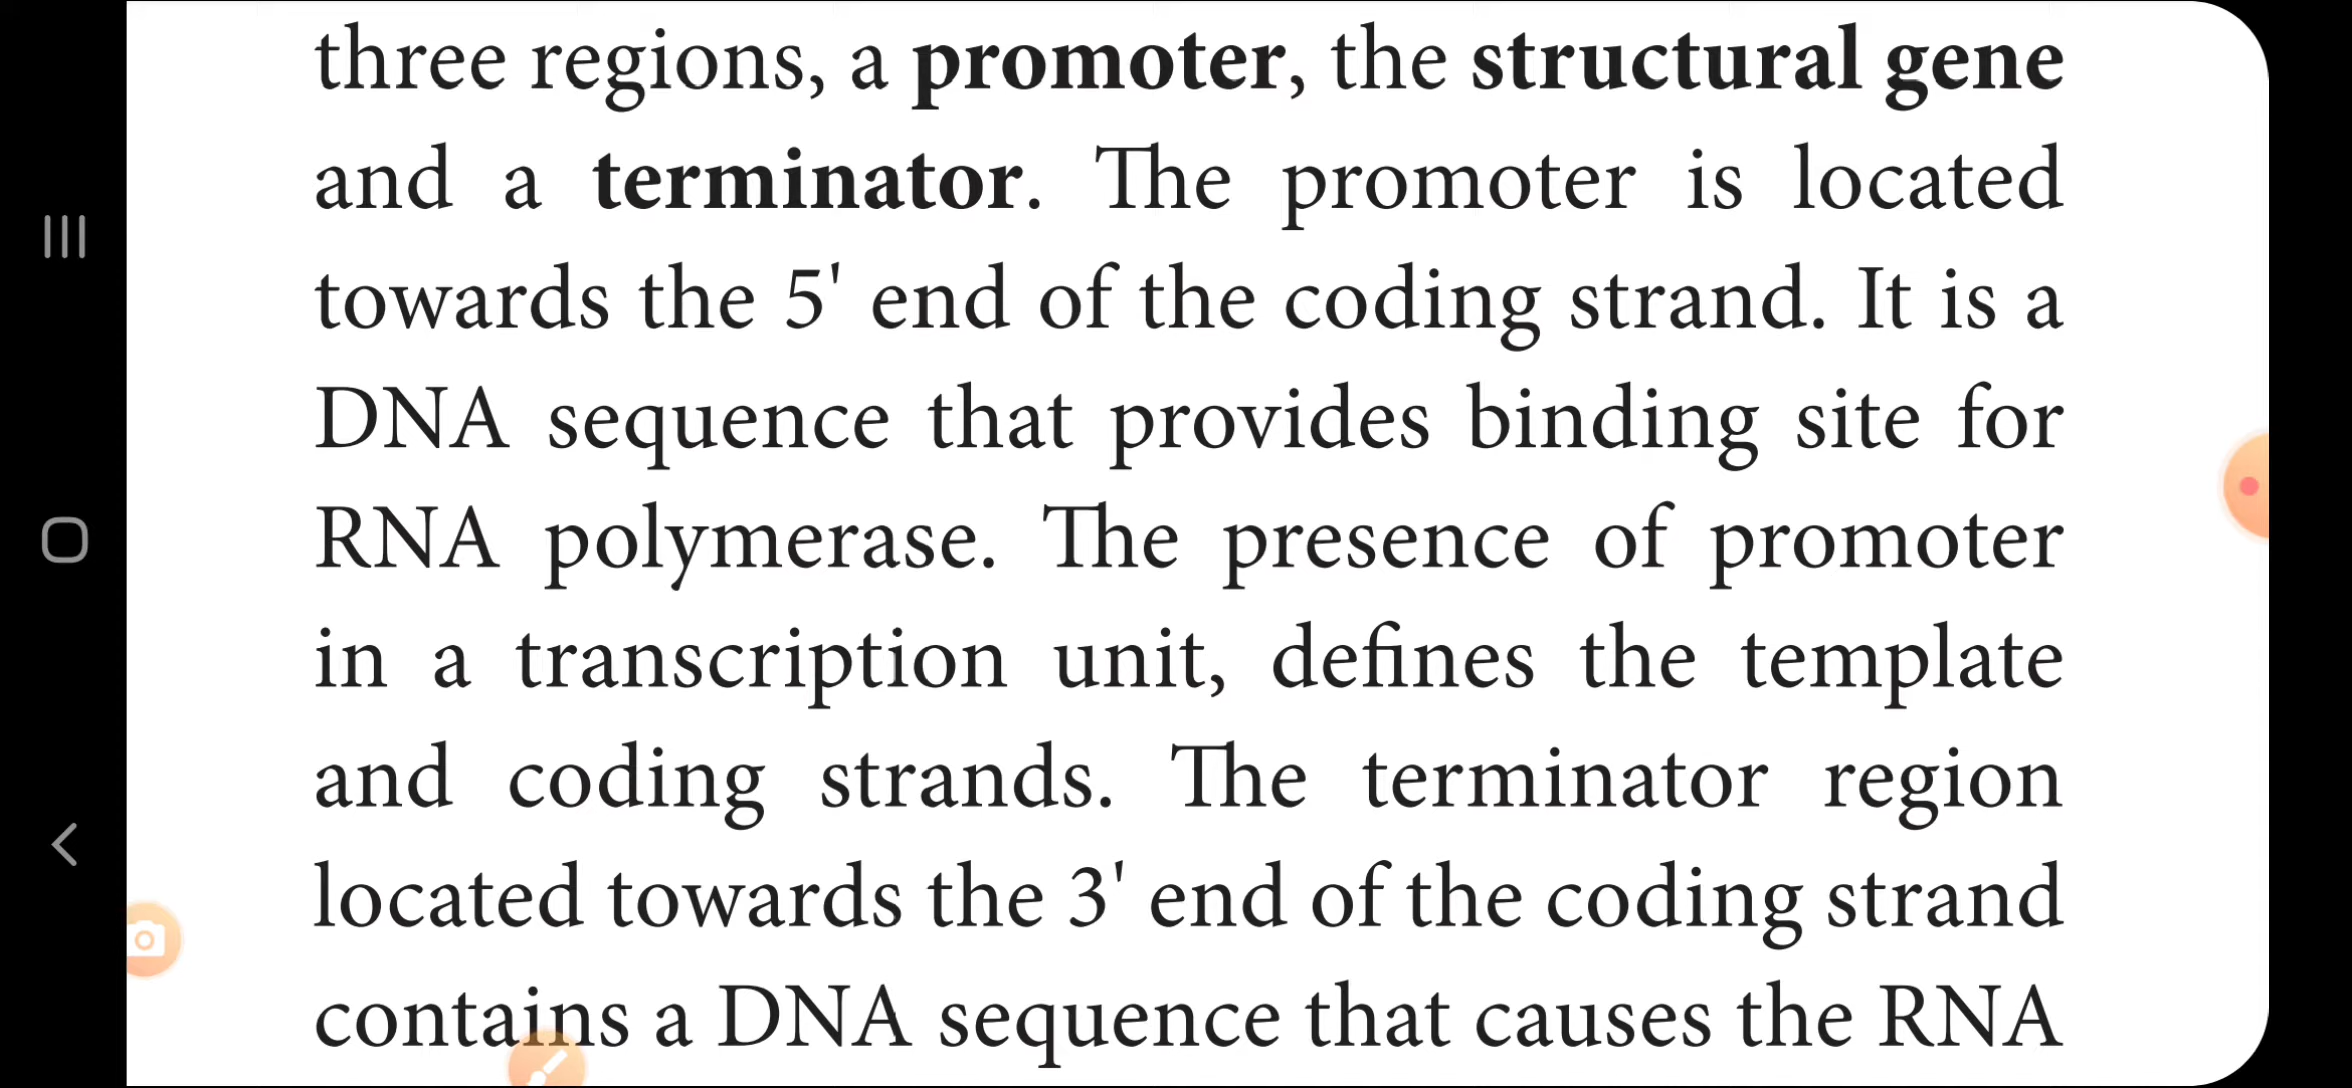 three regions, a promoter, the structural gene
and a terminator. The promoter is located
towards the 5' end of the coding strand. It is a
DNA sequence that provides binding site for
RNA polymerase. The presence of promoter
in a transcription unit, defines the template
and coding strands. The terminator region
located towards the 3' end of the coding strand
contains a DNA sequence that causes the RNA